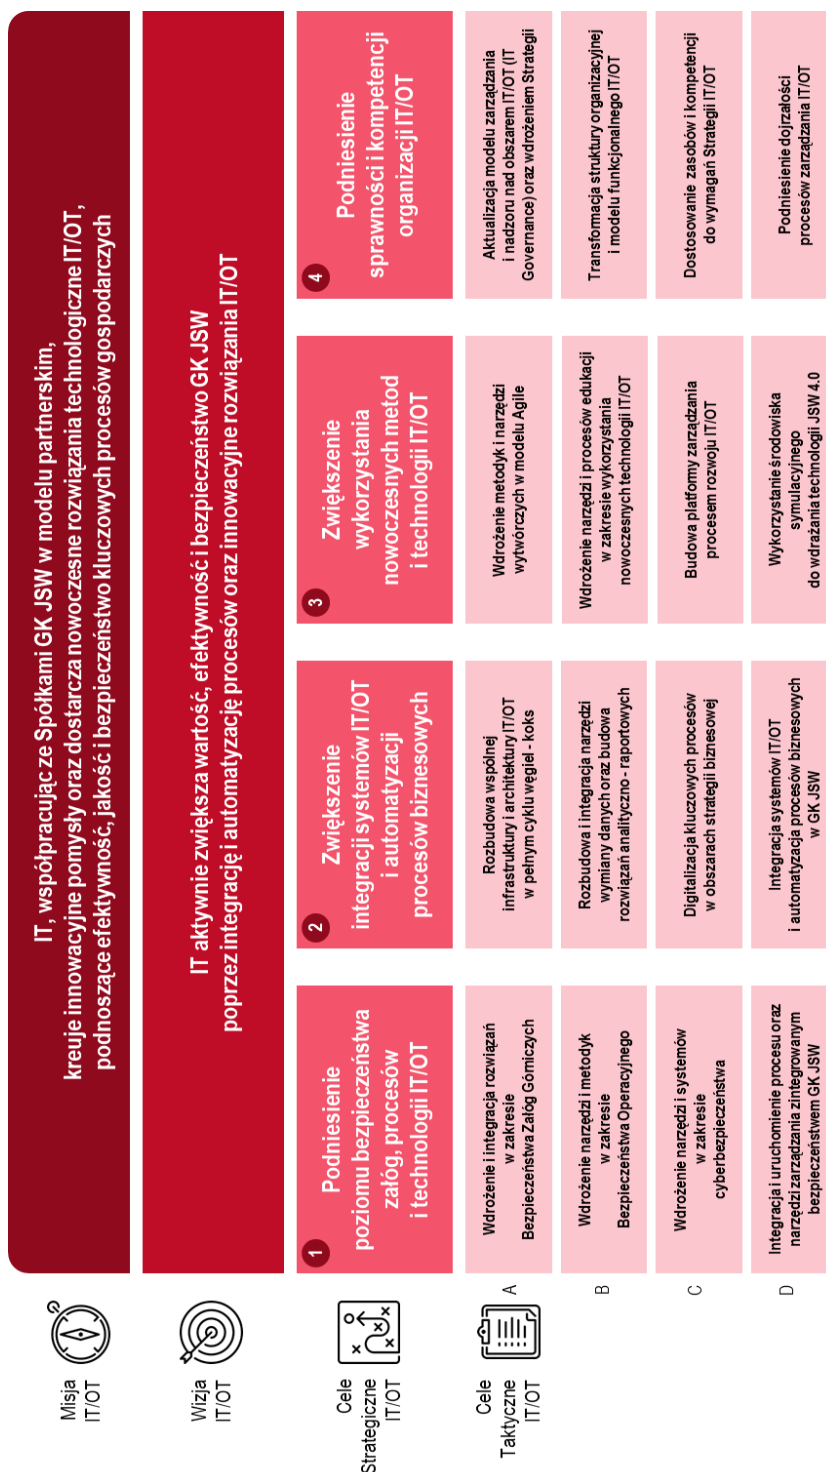 Misja
IT/OT
IT, współpracując ze Spółkami GK JSW w modelu partnerskim,
kreuje innowacyjne pomysły oraz dostarcza nowoczesne rozwiązania technologiczne IT/OT,
podnoszące efektywność, jakość i bezpieczeństwo kluczowych procesów gospodarczych
Wizja
IT/OT
IT aktywnie zwiększa wartość, efektywność i bezpieczeństwo GK JSW
poprzez integrację i automatyzację procesów oraz innowacyjne rozwiązania IT/OT
Cele
Strategiczne
IT/OT
1
Podniesienie
poziomu bezpieczeństwa
załóg, procesów
i technologii IT/OT
2
Zwiększenie
integracji systemów IT/OT
i automatyzacji
procesów biznesowych
3
Zwiększenie
wykorzystania
nowoczesnych metod
i technologii IT/OT
4
Podniesienie
sprawności i kompetencji
organizacji IT/OT
Cele
Taktyczne
IT/OT
A
Wdrożenie i integracja rozwiązań
w zakresie
Bezpieczeństwa Załóg Górniczych
Rozbudowa wspólnej
infrastruktury i architektury IT/OT
w pełnym cyklu węgiel - koks
Wdrożenie metodyk i narzędzi
wytwórczych w modelu Agile
Aktualizacja modelu zarządzania
i nadzoru nad obszarem IT/OT (IT
Governance) oraz wdrożeniem Strategii
B
Wdrożenie narzędzi i metodyk
w zakresie
Bezpieczeństwa Operacyjnego
Rozbudowa i integracja narzędzi
wymiany danych oraz budowa
rozwiązań analityczno - raportowych
Wdrożenie narzędzi i procesów edukacji
w zakresie wykorzystania
nowoczesnych technologii IT/OT
Transformacja struktury organizacyjnej
i modelu funkcjonalnego IT/OT
C
Wdrożenie narzędzi i systemów
w zakresie
cyberbezpieczeństwa
Digitalizacja kluczowych procesów
w obszarach strategii biznesowej
Budowa platformy zarządzania
procesem rozwoju IT/OT
Dostosowanie zasobów i kompetencji
do wymagań Strategii IT/OT
D
Integracja i uruchomienie procesu oraz
narzędzi zarządzania zintegrowanym
bezpieczeństwem GK JSW
Integracja systemów IT/OT
i automatyzacja procesów biznesowych
w GK JSW
Wykorzystanie środowiska
symulacyjnego
do wdrażania technologii JSW 4.0
Podniesienie dojrzałości
procesów zarządzania IT/OT